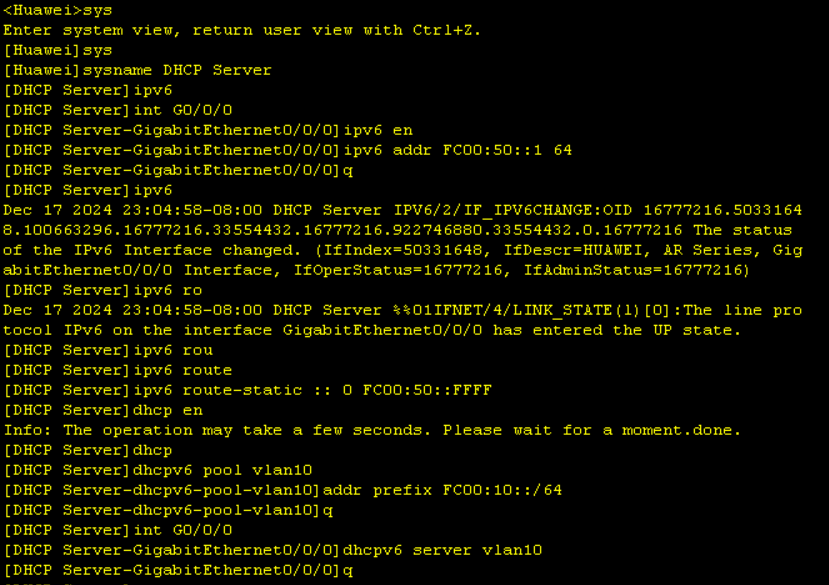 <Huawei>sys
Enter system view, return user view with Ctrl+Z.
[Huawei]sys
[Huawei]sysname DHCP Server
[DHCP Server]ipv6
[DHCP Server]int G0/0/0
[DHCP Server-GigabitEthernet0/0/0]ipv6 en
[DHCP Server-GigabitEthernet0/0/0]ipv6 addr FC00:50::1 64
[DHCP Server-GigabitEthernet0/0/0]q
[DHCP Server]ipv6
Dec 17 2024 23:04:58-08:00 DHCP Server IPV6/2/IF_IPV6CHANGE:OID 16777216.5033164
8.100663296.16777216.33554432.16777216.922746880.33554432.0.16777216 The status
of the IPv6 Interface changed. (IfIndex=50331648, IfDescr=HUAWEI, AR Series, Gig
abitEthernet0/0/0 Interface, IfOperStatus=16777216, IfAdminStatus=16777216)
[DHCP Server]ipv6 ro
Dec 17 2024 23:04:58-08:00 DHCP Server %%01IFNET/4/LINK_STATE(l)[0]:The line pro
tocol IPv6 on the interface GigabitEthernet0/0/0 has entered the UP state.
[DHCP Server]ipv6 rou
[DHCP Server]ipv6 route
[DHCP Server]ipv6 route-static :: 0 FC00:50::FFFF
[DHCP Server]dhcp en
Info: The operation may take a few seconds. Please wait for a moment.done.
[DHCP Server]dhcp
[DHCP Server]dhcpv6 pool vlan10
[DHCP Server-dhcpv6-pool-vlan10]addr prefix FC00:10::/64
[DHCP Server-dhcpv6-pool-vlan10]q
[DHCP Server]int G0/0/0
[DHCP Server-GigabitEthernet0/0/0]dhcpv6 server vlan10
[DHCP Server-GigabitEthernet0/0/0]q